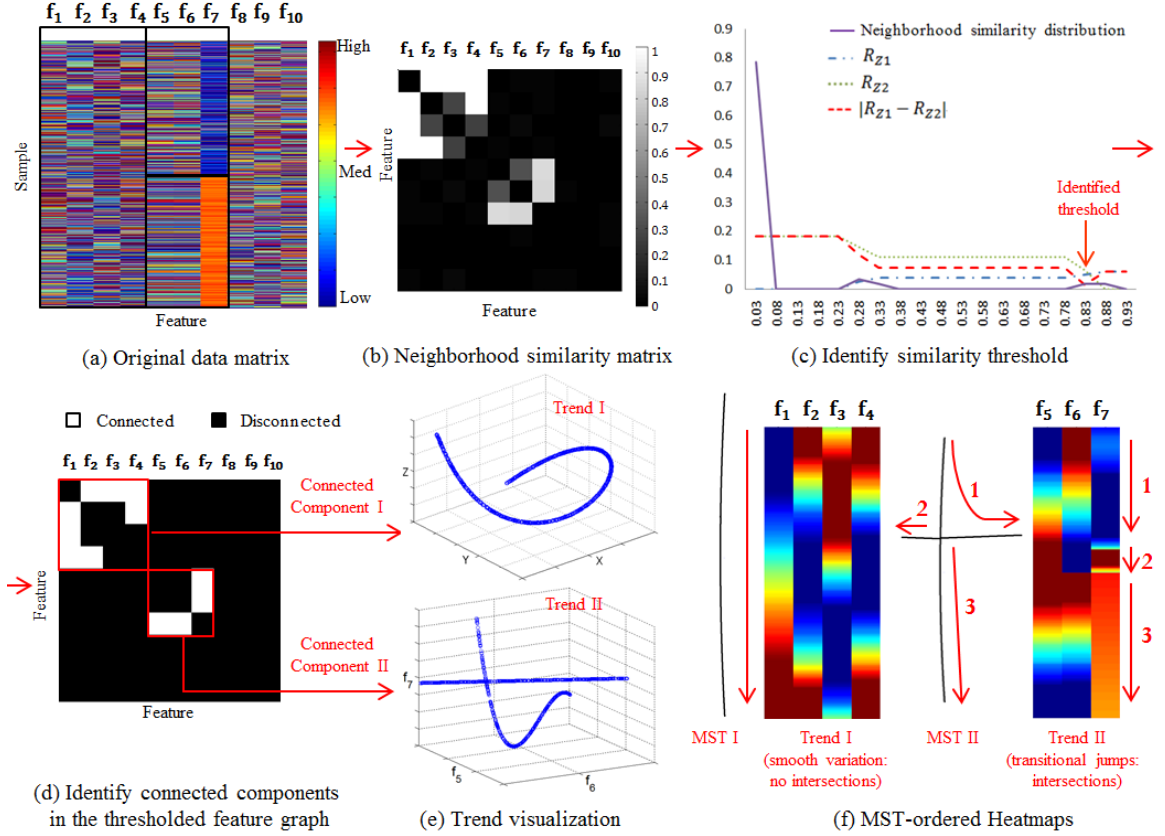 f1 f2 f3 f4 f5 f6 f7 f8 f9 f10
High
Med
Low
Sample
Feature
(a) Original data matrix
f1 f2 f3 f4 f5 f6 f7 f8 f9 f10
1
0.9
0.8
0.7
0.6
0.5
0.4
0.3
0.2
0.1
0
Feature
Feature
(b) Neighborhood similarity matrix
0.9
0.8
0.7
0.6
0.5
0.4
0.3
0.2
0.1
0
Neighborhood similarity distribution
RZ1
RZ2
|RZ1 − RZ2|
Identified
threshold
0.03 0.08 0.13 0.18 0.23 0.28 0.33 0.38 0.43 0.48 0.53 0.58 0.63 0.68 0.73 0.78 0.83 0.88 0.93
(c) Identify similarity threshold
Connected Disconnected
f1 f2 f3 f4 f5 f6 f7 f8 f9 f10
Feature
Feature
Connected
Component I
Connected
Component II
(d) Identify connected components
in the thresholded feature graph
Trend I
Z
Y
X
Trend II
f7
f5
f6
(e) Trend visualization
f1 f2 f3 f4
MST I
Trend I
(smooth variation:
no intersections)
1
2
3
MST II
f5 f6 f7
1
2
3
Trend II
(transitional jumps:
intersections)
(f) MST-ordered Heatmaps